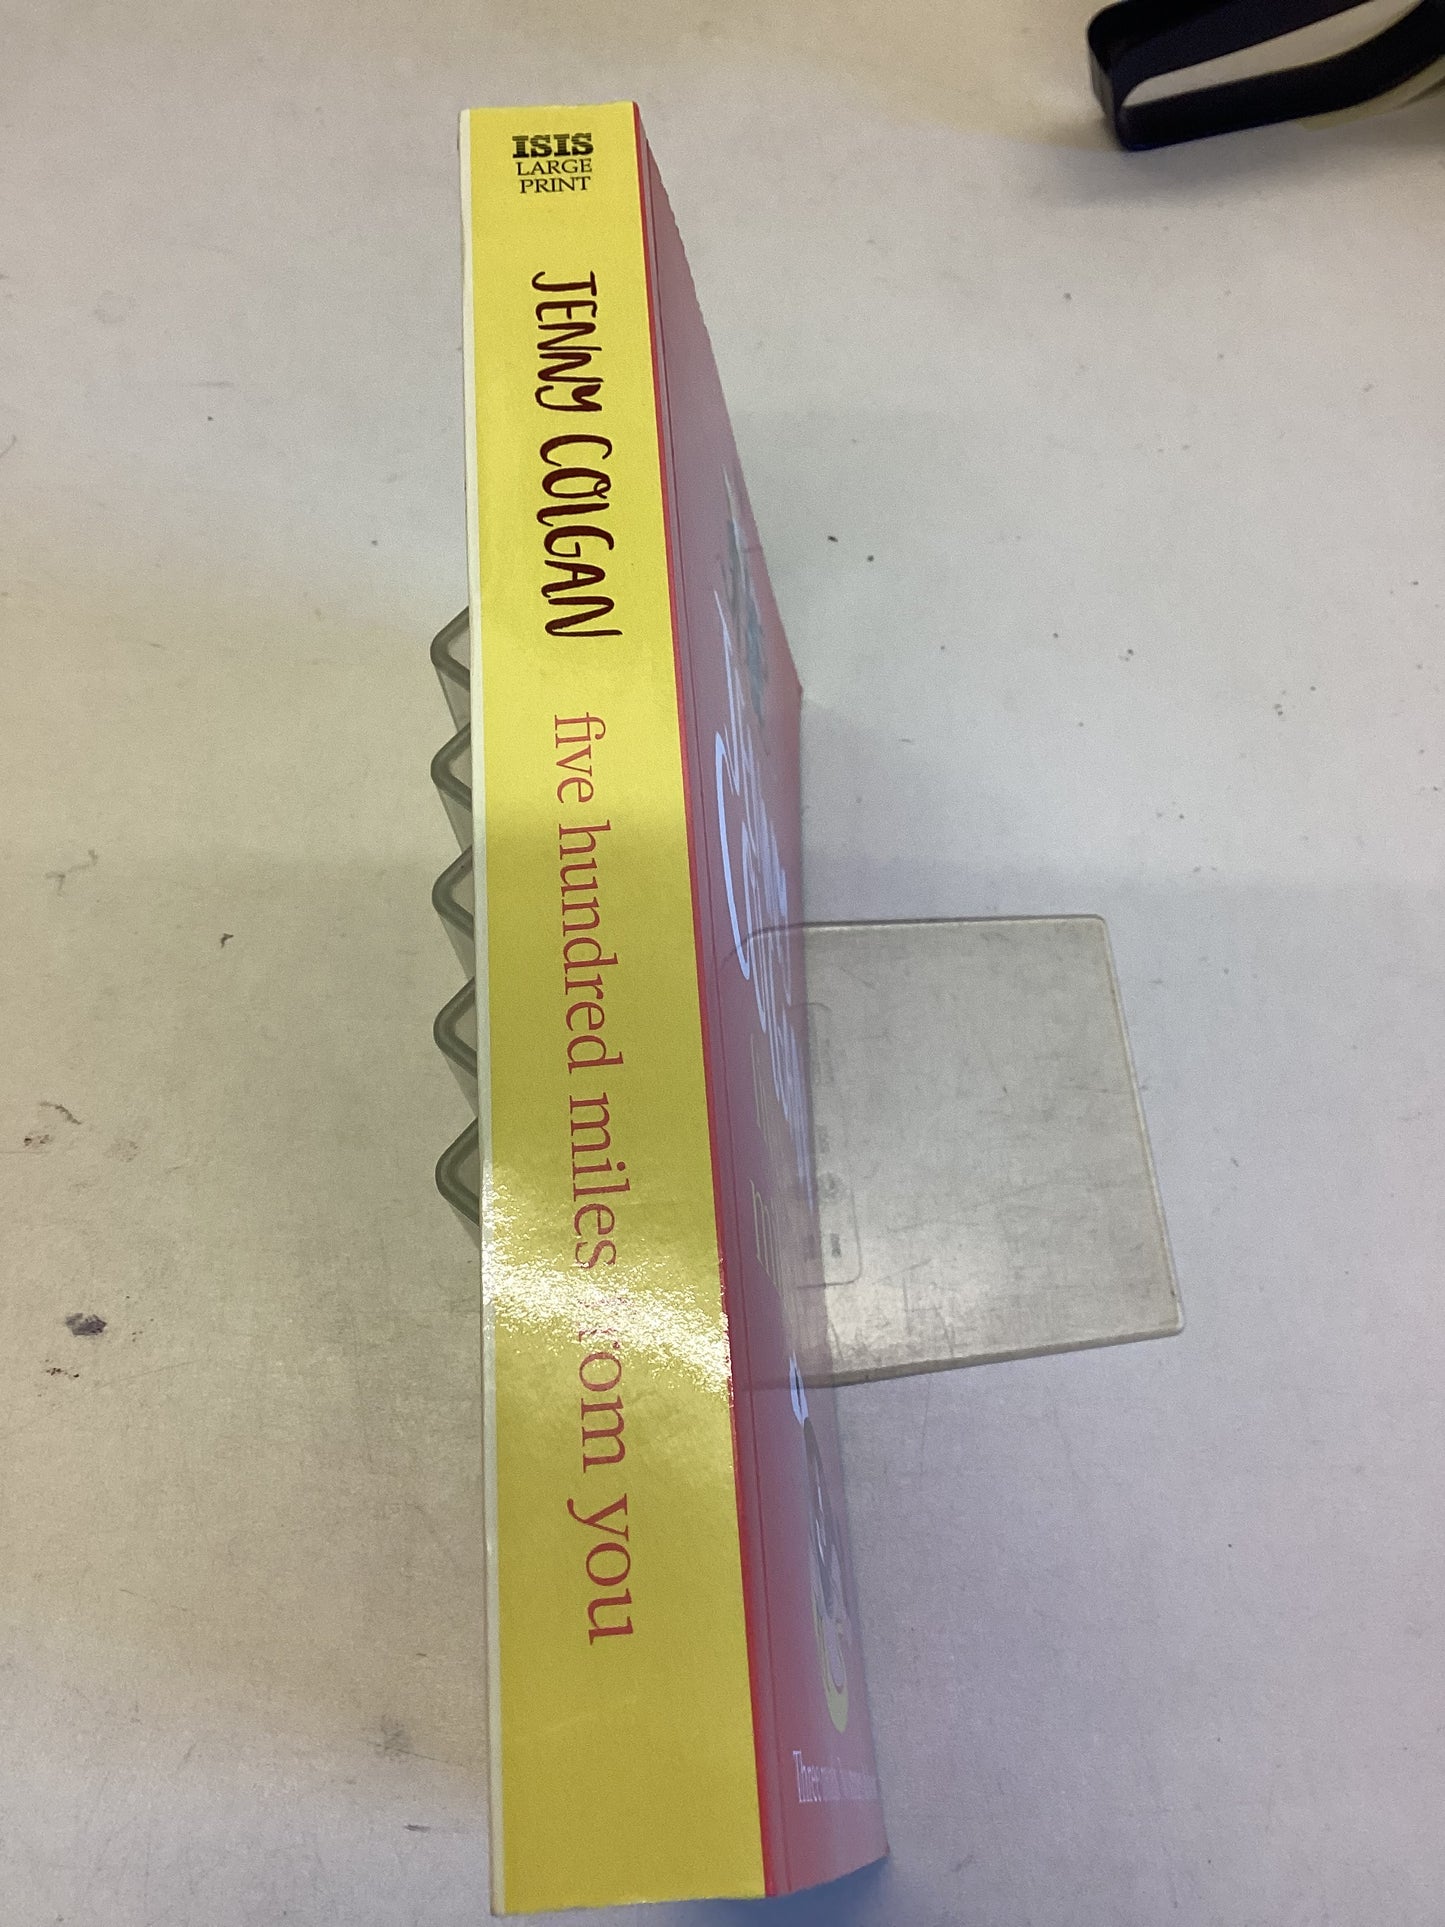 ISIS
LARGE
PRINT
JENNY COLGAN
five hundred miles from you